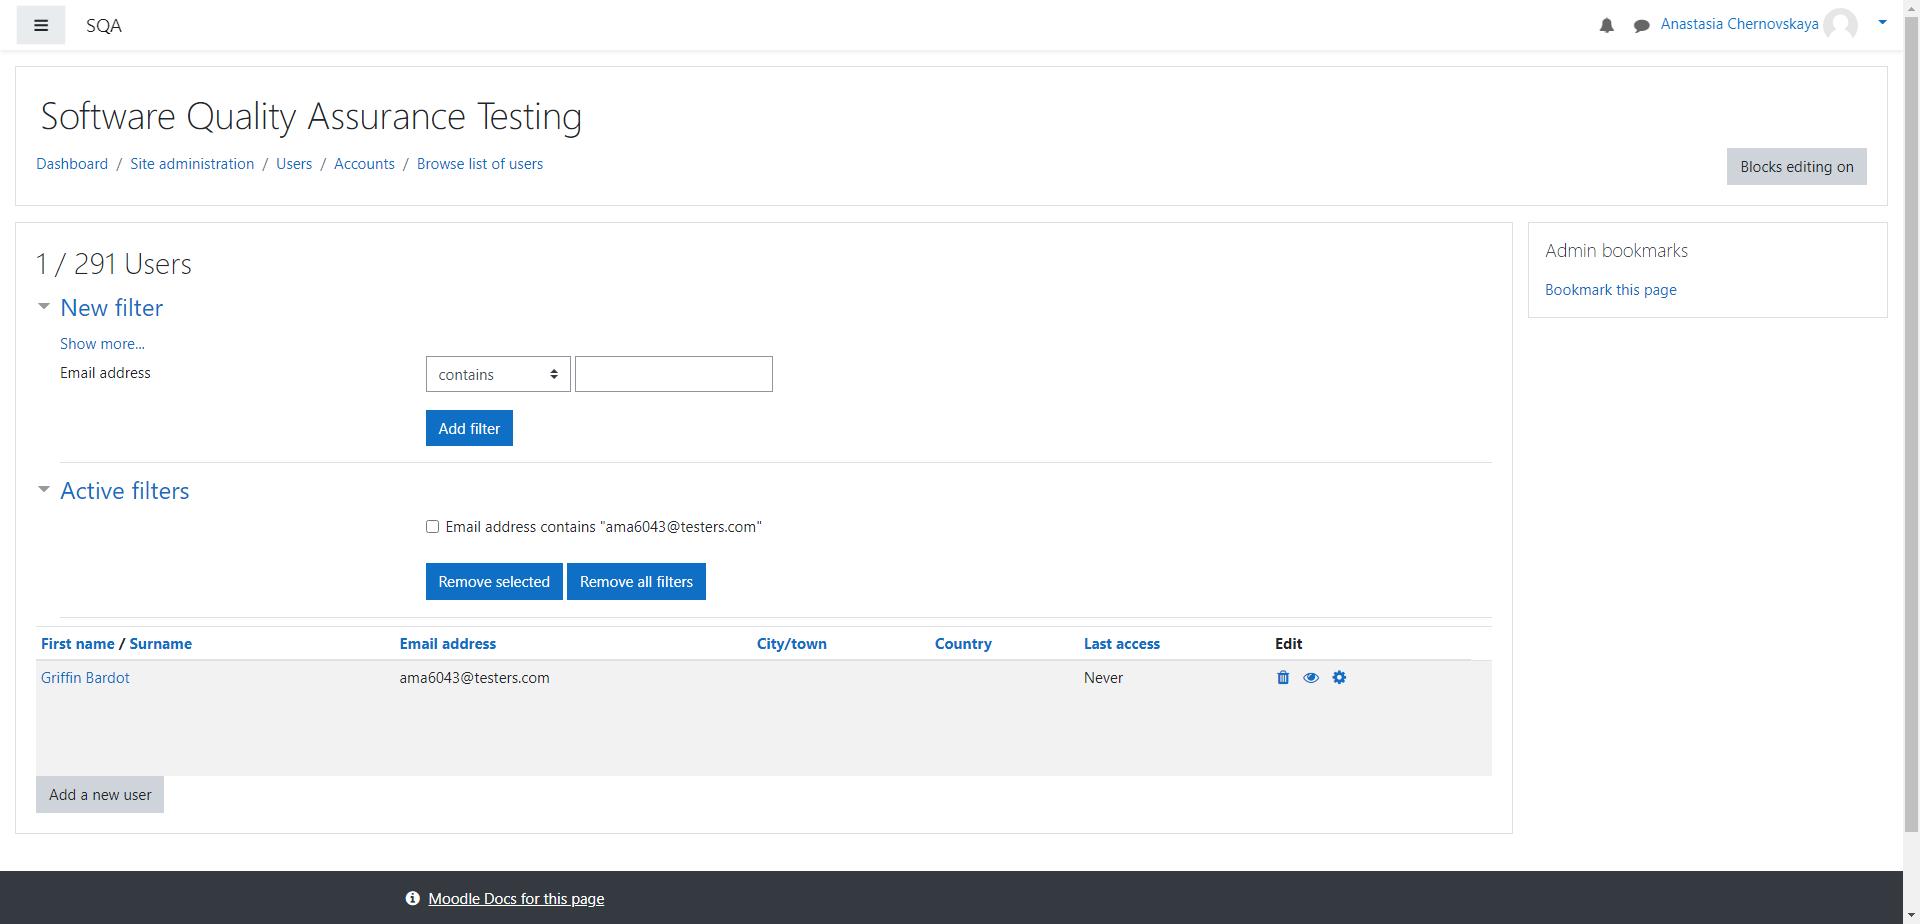 SQA
Anastasia Chernovskaya
Software Quality Assurance Testing
Dashboard / Site administration / Users / Accounts / Browse list of users
Blocks editing on
1 / 291 Users
New filter
Show more...
Email address
contains
Add filter
Active filters
Email address contains "ama6043@testers.com"
Remove selected
Remove all filters
First name / Surname Email address City/town Country Last access Edit
Griffin Bardot ama6043@testers.com Never
Add a new user
Admin bookmarks
Bookmark this page
Moodle Docs for this page